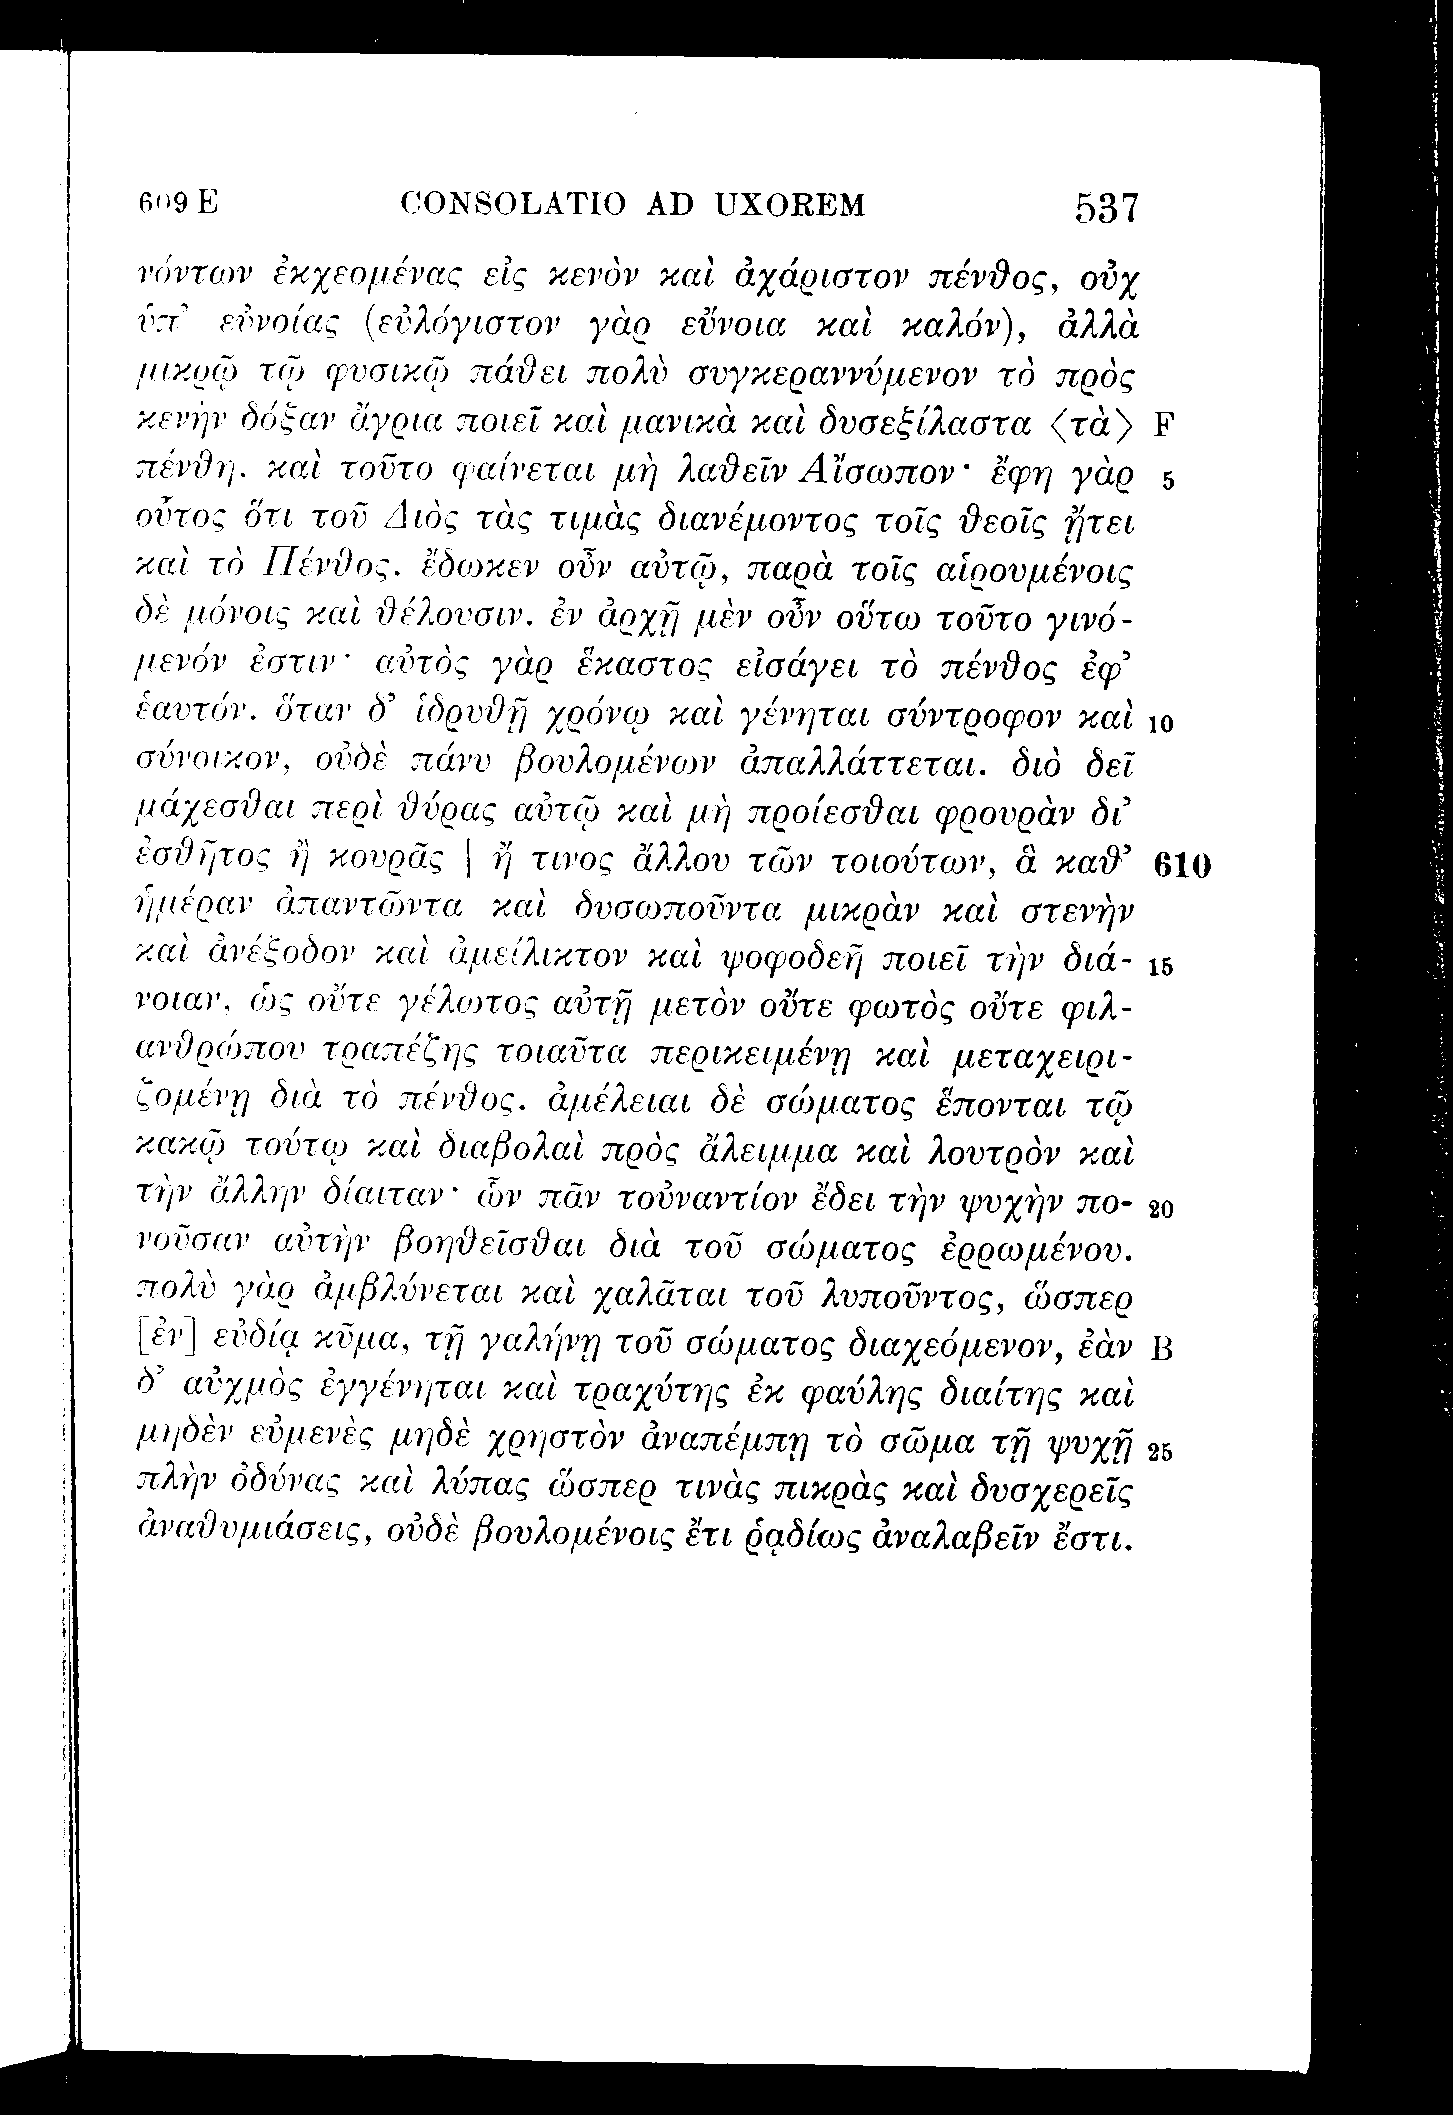 609 E CONSOLATIO AD UXOREM 537
νόντων ἐκχεομένας εἰς κενὸν καὶ ἀχάριστον πένθος, οὐχ
ὑπ’ εὐνοίας (εὐλόγιστον γὰρ εὔνοια καὶ καλόν), ἀλλὰ
μικρῷ τῷ φυσικῷ πάθει πολὺ συγκεραννύμενον τὸ πρὸς
κενὴν δόξαν ἄγρια ποιεῖ καὶ μανικὰ καὶ δυσεξίλαστα ⟨τὰ⟩ F
πένθη. καὶ τοῦτο φαίνεται μὴ λαθεῖν Αἴσωπον· ἔφη γὰρ 5
οὗτος ὅτι τοῦ Διὸς τὰς τιμὰς διανέμοντος τοῖς θεοῖς ᾔτει
καὶ τὸ Πένθος. ἔδωκεν οὖν αὐτῷ, παρὰ τοῖς αἱρουμένοις
δὲ μόνοις καὶ θέλουσιν. ἐν ἀρχῇ μὲν οὖν οὕτω τοῦτο γινό-
μενόν ἐστιν· αὐτὸς γὰρ ἕκαστος εἰσάγει τὸ πένθος ἐφ’
ἑαυτόν. ὅταν δ’ ἱδρυθῇ χρόνῳ καὶ γένηται σύντροφον καὶ 10
σύνοικον, οὐδὲ πάνυ βουλομένων ἀπαλλάττεται. διὸ δεῖ
μάχεσθαι περὶ θύρας αὐτῷ καὶ μὴ προίεσθαι φρουρὰν δι’
ἐσθῆτος ἢ κουρᾶς | ἤ τινος ἄλλου τῶν τοιούτων, ἃ καθ’ 610
ἡμέραν ἀπαντῶντα καὶ δυσωποῦντα μικρὰν καὶ στενὴν
καὶ ἀνέξοδον καὶ ἀμείλικτον καὶ ψοφοδεῆ ποιεῖ τὴν διά- 15
νοιαν, ὡς οὔτε γέλωτος αὐτῇ μετὸν οὔτε φωτὸς οὔτε φιλ-
ανθρώπου τραπέζης τοιαῦτα περικειμένῃ καὶ μεταχειρι-
ζομένῃ διὰ τὸ πένθος. ἀμέλειαι δὲ σώματος ἕπονται τῷ
κακῷ τούτῳ καὶ διαβολαὶ πρὸς ἄλειμμα καὶ λουτρὸν καὶ
τὴν ἄλλην δίαιταν· ὧν πᾶν τοὐναντίον ἔδει τὴν ψυχὴν πο- 20
νοῦσαν αὐτὴν βοηθεῖσθαι διὰ τοῦ σώματος ἐρρωμένου.
πολὺ γὰρ ἀμβλύνεται καὶ χαλᾶται τοῦ λυποῦντος, ὥσπερ
[ἐν] εὐδίᾳ κῦμα, τῇ γαλήνῃ τοῦ σώματος διαχεόμενον, ἐὰν B
δ’ αὐχμὸς ἐγγένηται καὶ τραχύτης ἐκ φαύλης διαίτης καὶ
μηδὲν εὐμενὲς μηδὲ χρηστὸν ἀναπέμπῃ τὸ σῶμα τῇ ψυχῇ 25
πλὴν ὀδύνας καὶ λύπας ὥσπερ τινὰς πικρὰς καὶ δυσχερεῖς
ἀναθυμιάσεις, οὐδὲ βουλομένοις ἔτι ῥᾳδίως ἀναλαβεῖν ἔστι.